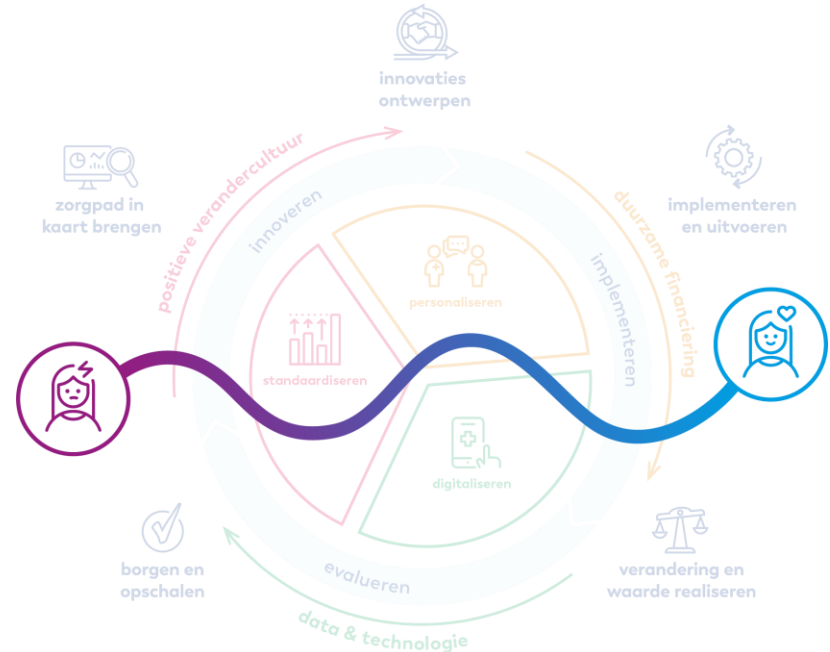 innovaties
ontwerpen
zorgpad in
kaart brengen
positieve verandercultuur
innoveren
duurzame financiering
implementeren
en uitvoeren
personaliseren
implementeren
standaardiseren
digitaliseren
borgen en
opschalen
evalueren
data & technologie
verandering en
waarde realiseren